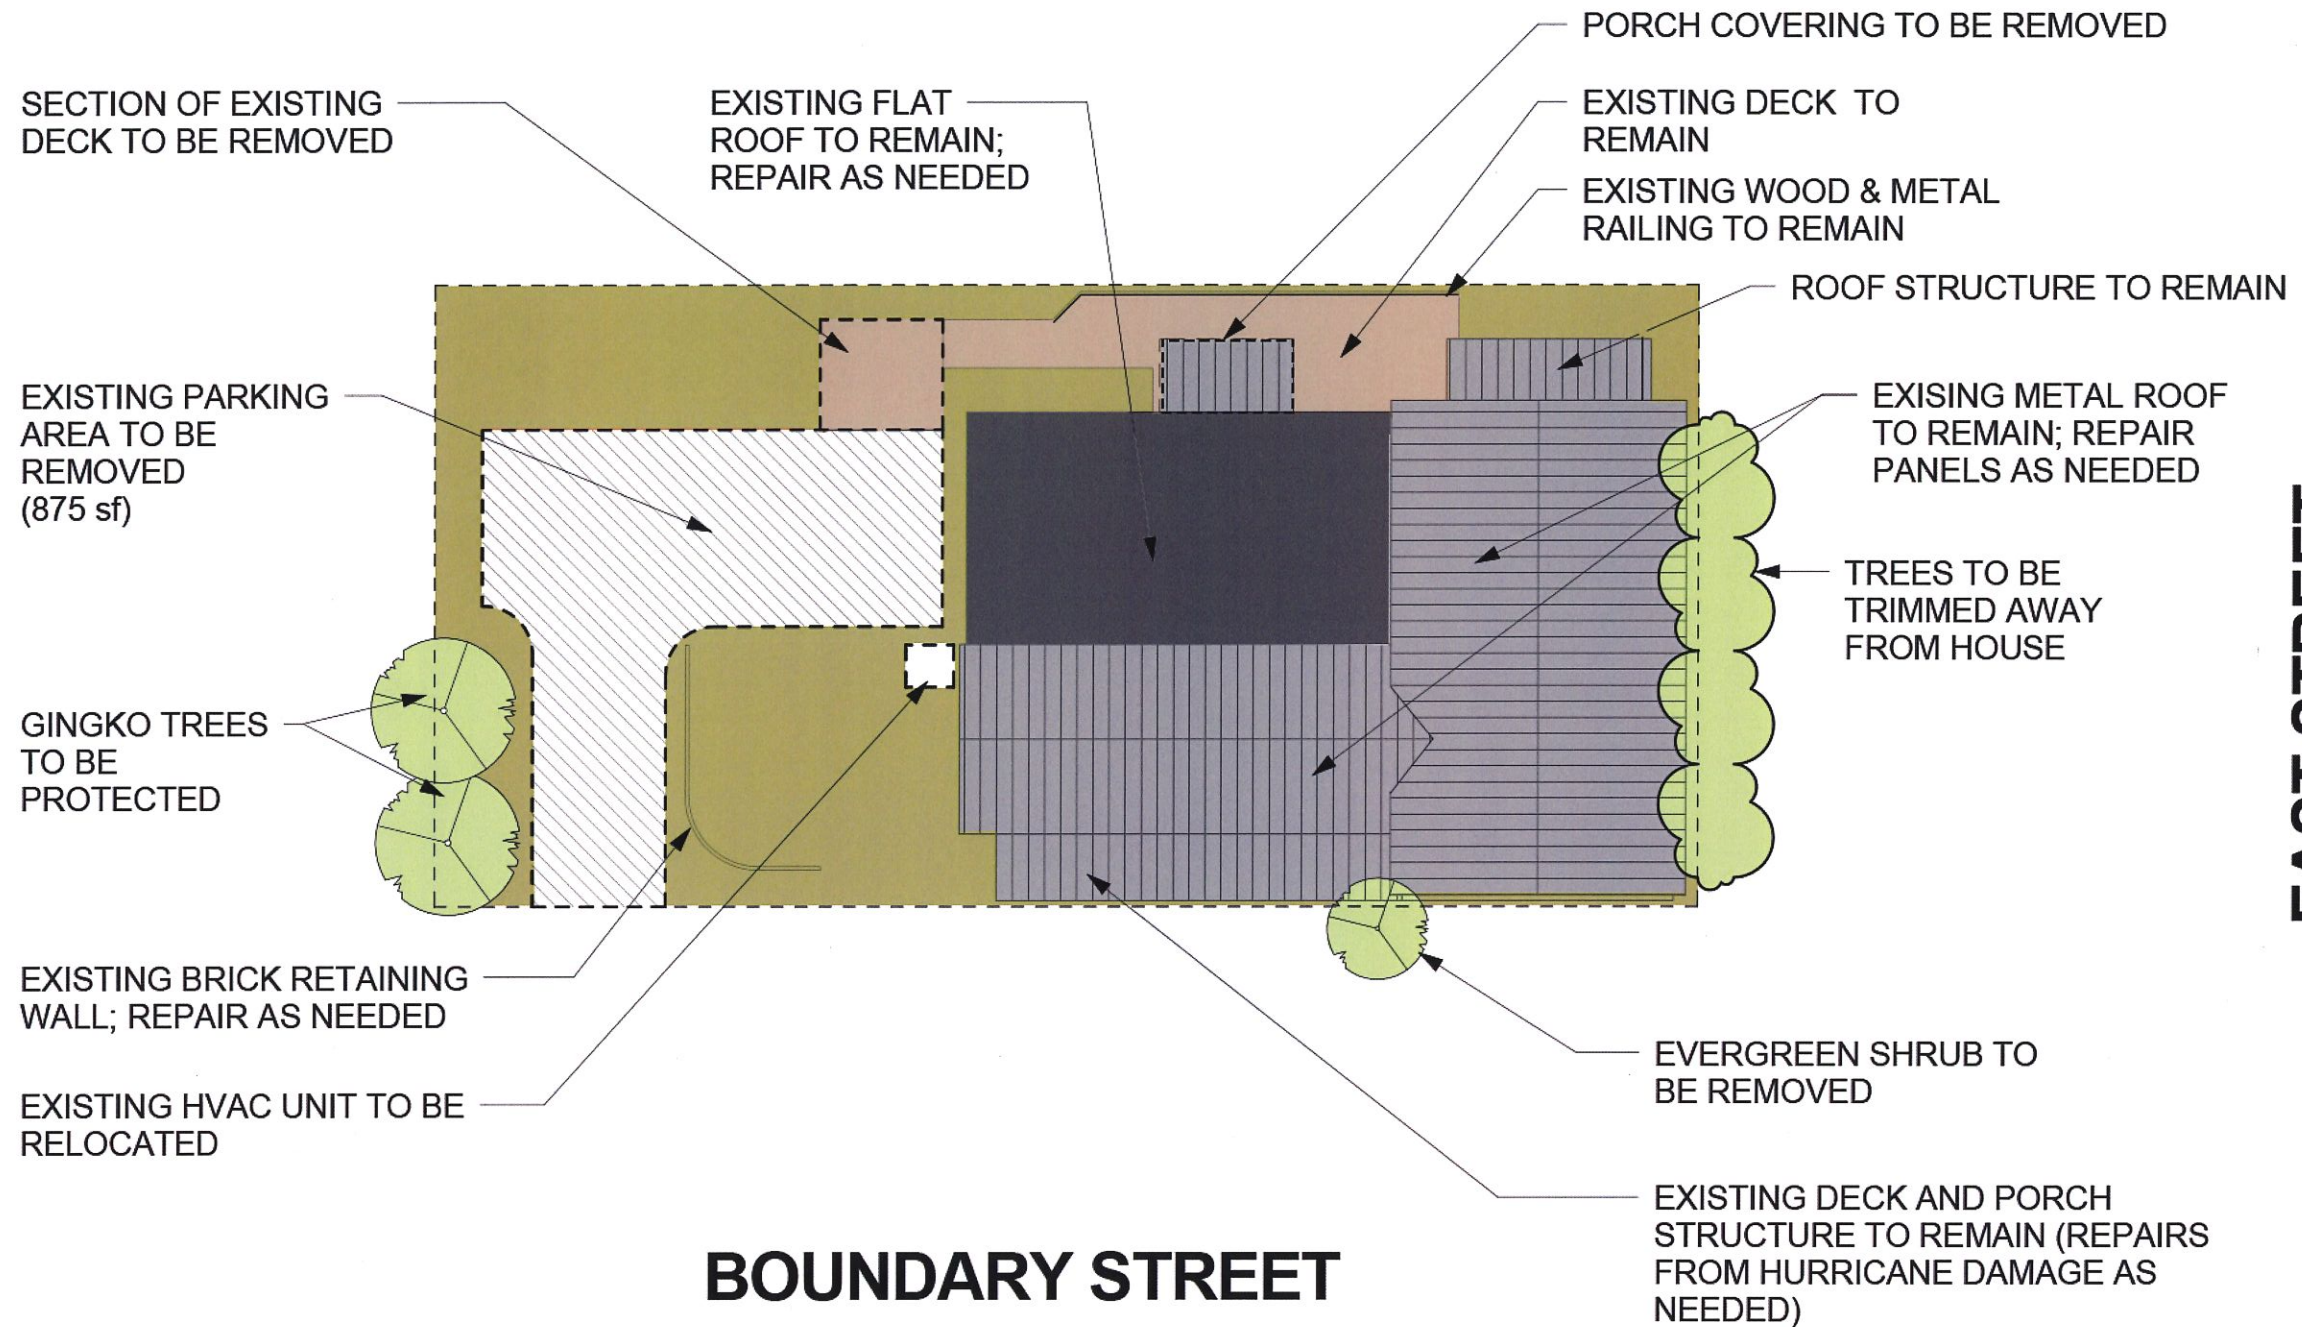 PORCH COVERING TO BE REMOVED
SECTION OF EXISTING
DECK TO BE REMOVED
EXISTING FLAT
ROOF TO REMAIN;
REPAIR AS NEEDED
EXISTING DECK TO
REMAIN
EXISTING WOOD & METAL
RAILING TO REMAIN
ROOF STRUCTURE TO REMAIN
EXISTING PARKING
AREA TO BE
REMOVED
(875 sf)
EXISING METAL ROOF
TO REMAIN; REPAIR
PANELS AS NEEDED
TREES TO BE
TRIMMED AWAY
FROM HOUSE
EAST STREET
GINGKO TREES
TO BE
PROTECTED
EXISTING BRICK RETAINING
WALL; REPAIR AS NEEDED
EXISTING HVAC UNIT TO BE
RELOCATED
EVERGREEN SHRUB TO
BE REMOVED
EXISTING DECK AND PORCH
STRUCTURE TO REMAIN (REPAIRS
FROM HURRICANE DAMAGE AS
NEEDED)
BOUNDARY STREET